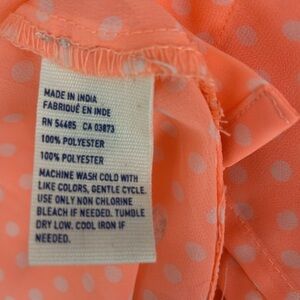 MADE IN INDIA
FABRIQUÉ EN INDE
RN 54485 CA 03873
100% POLYESTER
100% POLYESTER
MACHINE WASH COLD WITH
LIKE COLORS, GENTLE CYCLE.
USE ONLY NON CHLORINE
BLEACH IF NEEDED. TUMBLE
DRY LOW. COOL IRON IF
NEEDED.